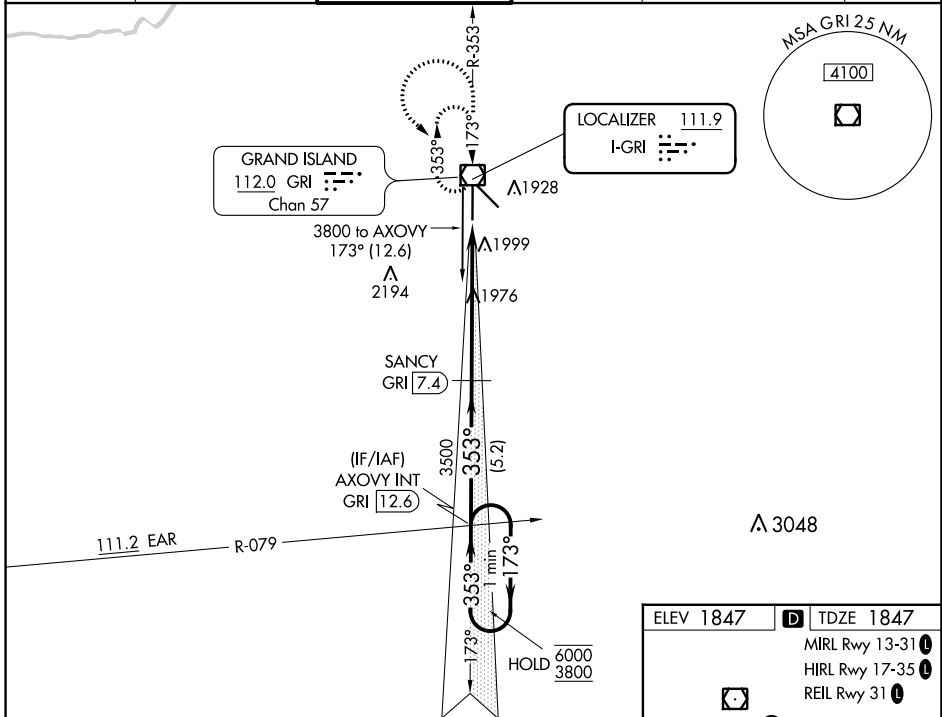 MSA GRI 25 NM
4100
R-353
173°
353°
LOCALIZER 111.9
I-GRI
GRAND ISLAND
112.0 GRI
Chan 57
1928
3800 to AXOVY
173° (12.6)
1999
2194
1976
SANCY
GRI 7.4
3500
353°
(5.2)
(IF/IAF)
AXOVY INT
GRI 12.6
111.2 EAR
R-079
3048
353°
1 min
173°
173°
HOLD 6000
3800
ELEV 1847 D TDZE 1847
MIRL Rwy 13-31 L
HIRL Rwy 17-35 L
REIL Rwy 31 L